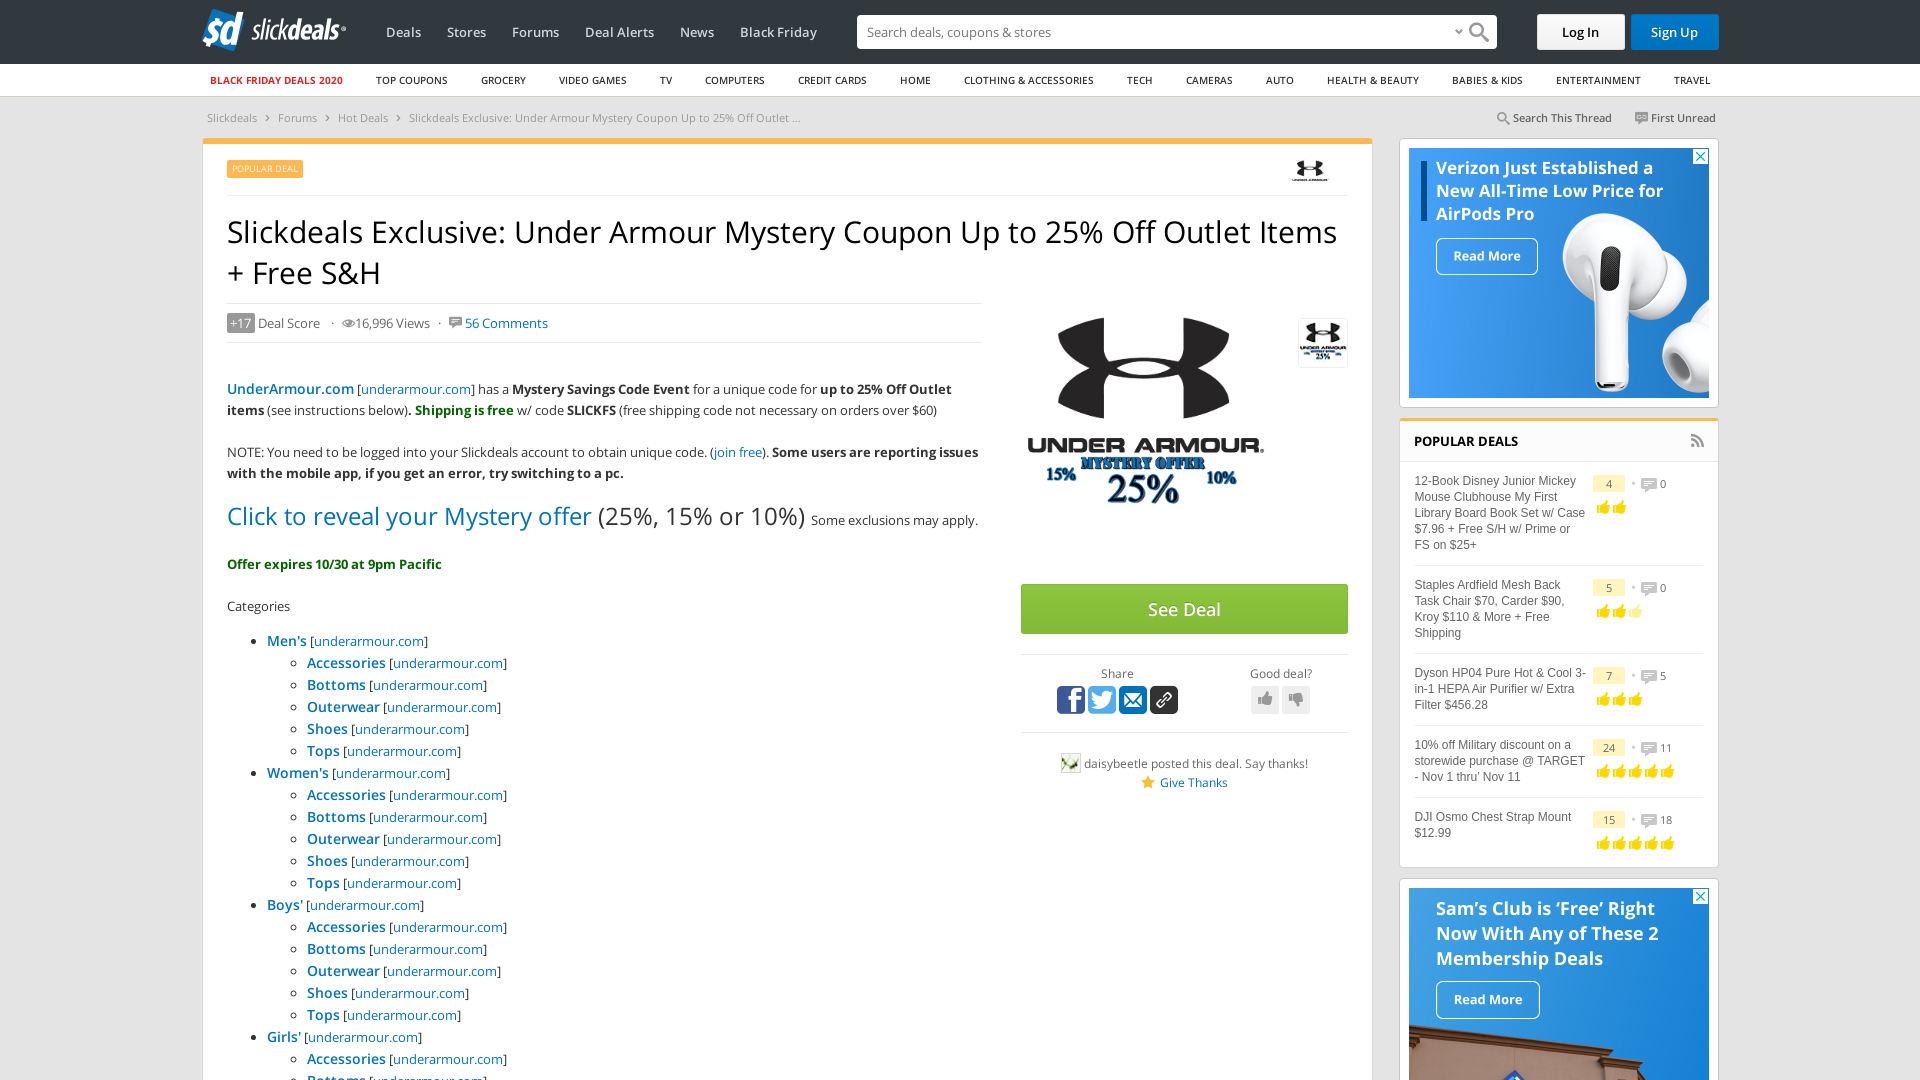 sd slickdeals
Deals Stores Forums Deal Alerts News Black Friday
Search deals, coupons & stores
Log In Sign Up
BLACK FRIDAY DEALS 2020 TOP COUPONS GROCERY VIDEO GAMES TV COMPUTERS CREDIT CARDS HOME CLOTHING & ACCESSORIES TECH CAMERAS AUTO HEALTH & BEAUTY BABIES & KIDS ENTERTAINMENT TRAVEL
Slickdeals › Forums › Hot Deals › Slickdeals Exclusive: Under Armour Mystery Coupon Up to 25% Off Outlet ...
Search This Thread First Unread
POPULAR DEAL
UNDER ARMOUR
Slickdeals Exclusive: Under Armour Mystery Coupon Up to 25% Off Outlet Items
+ Free S&H
+17 Deal Score · 16,996 Views · 56 Comments
UnderArmour.com [underarmour.com] has a Mystery Savings Code Event for a unique code for up to 25% Off Outlet
items (see instructions below). Shipping is free w/ code SLICKFS (free shipping code not necessary on orders over $60)
NOTE: You need to be logged into your Slickdeals account to obtain unique code. (join free). Some users are reporting issues
with the mobile app, if you get an error, try switching to a pc.
Click to reveal your Mystery offer (25%, 15% or 10%) Some exclusions may apply.
Offer expires 10/30 at 9pm Pacific
Categories
Men's [underarmour.com]
Accessories [underarmour.com]
Bottoms [underarmour.com]
Outerwear [underarmour.com]
Shoes [underarmour.com]
Tops [underarmour.com]
Women's [underarmour.com]
Accessories [underarmour.com]
Bottoms [underarmour.com]
Outerwear [underarmour.com]
Shoes [underarmour.com]
Tops [underarmour.com]
Boys' [underarmour.com]
Accessories [underarmour.com]
Bottoms [underarmour.com]
Outerwear [underarmour.com]
Shoes [underarmour.com]
Tops [underarmour.com]
Girls' [underarmour.com]
Accessories [underarmour.com]
Bottoms [underarmour.com]
UNDER ARMOUR
MYSTERY OFFER
15% 10%
25%
UNDER ARMOUR
25%
See Deal
Share Good deal?
daisybeetle posted this deal. Say thanks!
Give Thanks
Verizon Just Established a
New All-Time Low Price for
AirPods Pro
Read More
POPULAR DEALS
12-Book Disney Junior Mickey
Mouse Clubhouse My First
Library Board Book Set w/ Case
$7.96 + Free S/H w/ Prime or
FS on $25+
4 • 0
Staples Ardfield Mesh Back
Task Chair $70, Carder $90,
Kroy $110 & More + Free
Shipping
5 • 0
Dyson HP04 Pure Hot & Cool 3-
in-1 HEPA Air Purifier w/ Extra
Filter $456.28
7 • 5
10% off Military discount on a
storewide purchase @ TARGET
- Nov 1 thru' Nov 11
24 • 11
DJI Osmo Chest Strap Mount
$12.99
15 • 18
Sam's Club is 'Free' Right
Now With Any of These 2
Membership Deals
Read More